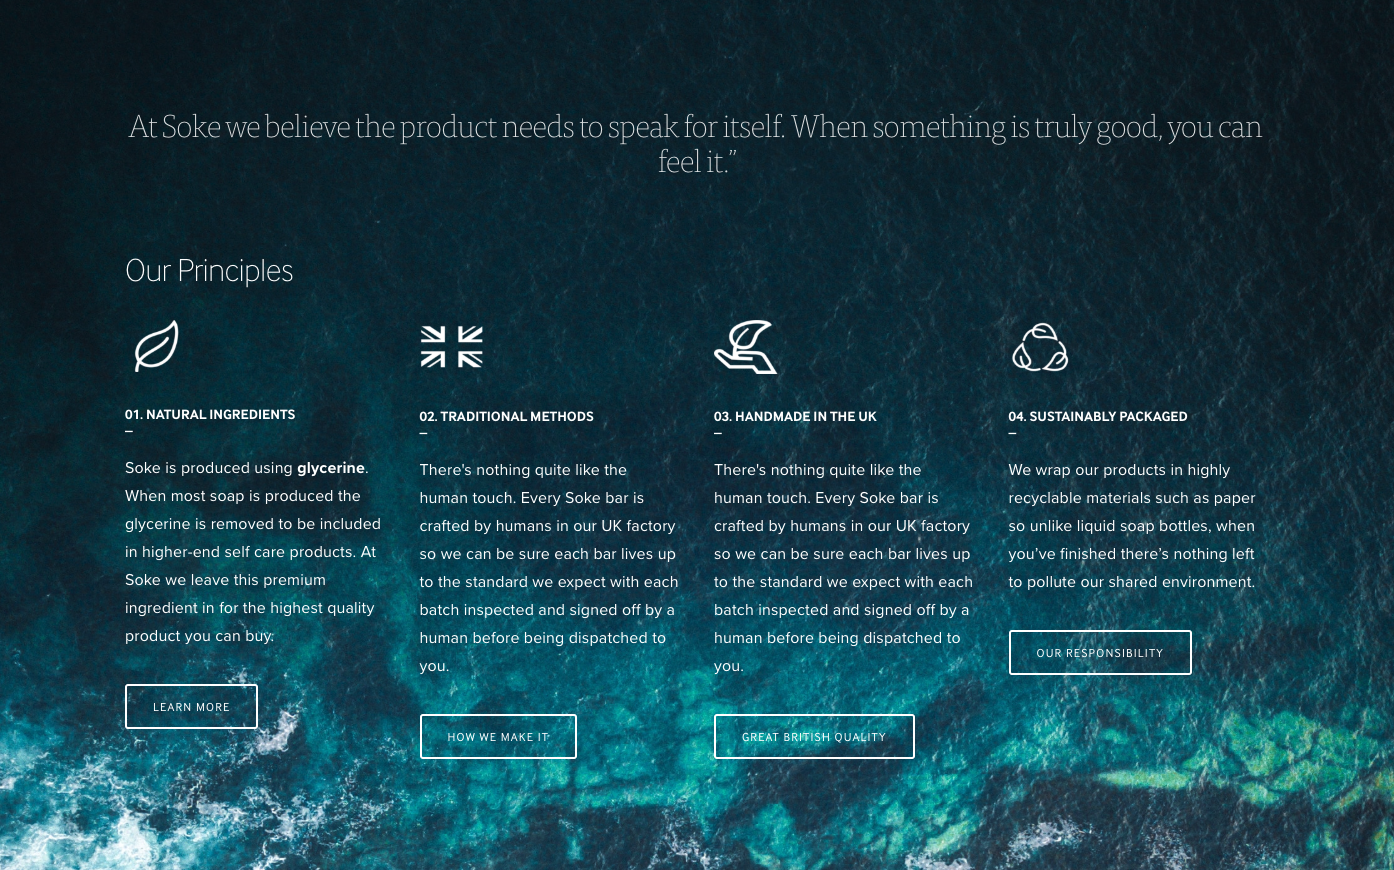 At Soke we believe the product needs to speak for itself. When something is truly good, you can
feel it.”
Our Principles
01. NATURAL INGREDIENTS
–
Soke is produced using glycerine.
When most soap is produced the
glycerine is removed to be included
in higher-end self care products. At
Soke we leave this premium
ingredient in for the highest quality
product you can buy.
LEARN MORE
02. TRADITIONAL METHODS
–
There's nothing quite like the
human touch. Every Soke bar is
crafted by humans in our UK factory
so we can be sure each bar lives up
to the standard we expect with each
batch inspected and signed off by a
human before being dispatched to
you.
HOW WE MAKE IT
03. HANDMADE IN THE UK
–
There's nothing quite like the
human touch. Every Soke bar is
crafted by humans in our UK factory
so we can be sure each bar lives up
to the standard we expect with each
batch inspected and signed off by a
human before being dispatched to
you.
GREAT BRITISH QUALITY
04. SUSTAINABLY PACKAGED
–
We wrap our products in highly
recyclable materials such as paper
so unlike liquid soap bottles, when
you’ve finished there’s nothing left
to pollute our shared environment.
OUR RESPONSIBILITY